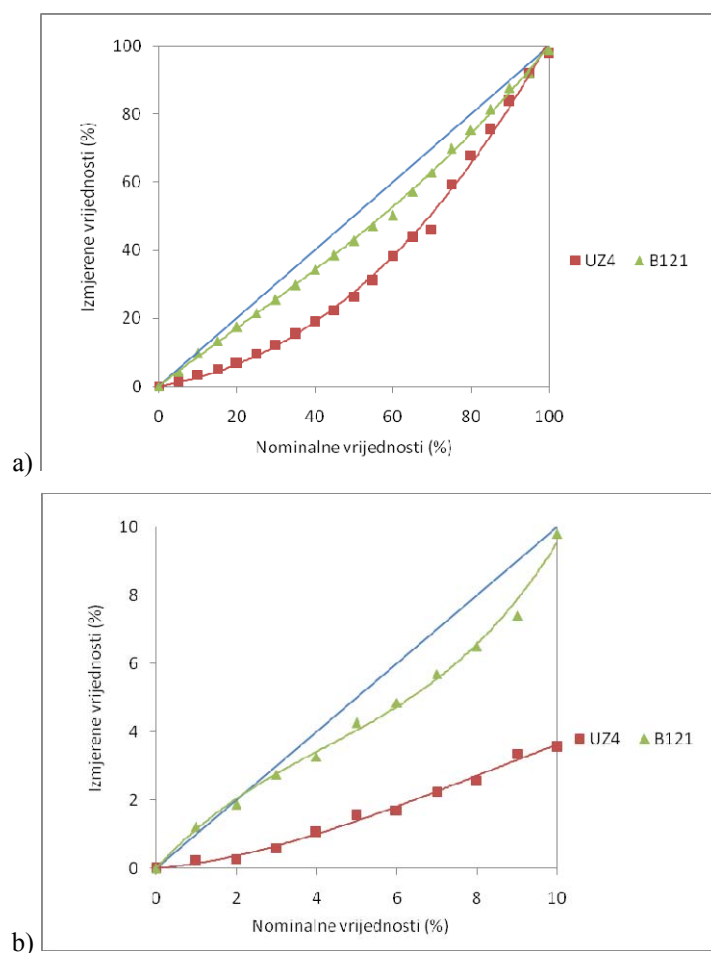 100
80
60
40
20
0
Izmjerene vrijednosti (%)
0 20 40 60 80 100
Nominalne vrijednosti (%)
UZ4 B121
a)
10
8
6
4
2
0
Izmjerene vrijednosti (%)
0 2 4 6 8 10
Nominalne vrijednosti (%)
UZ4 B121
b)